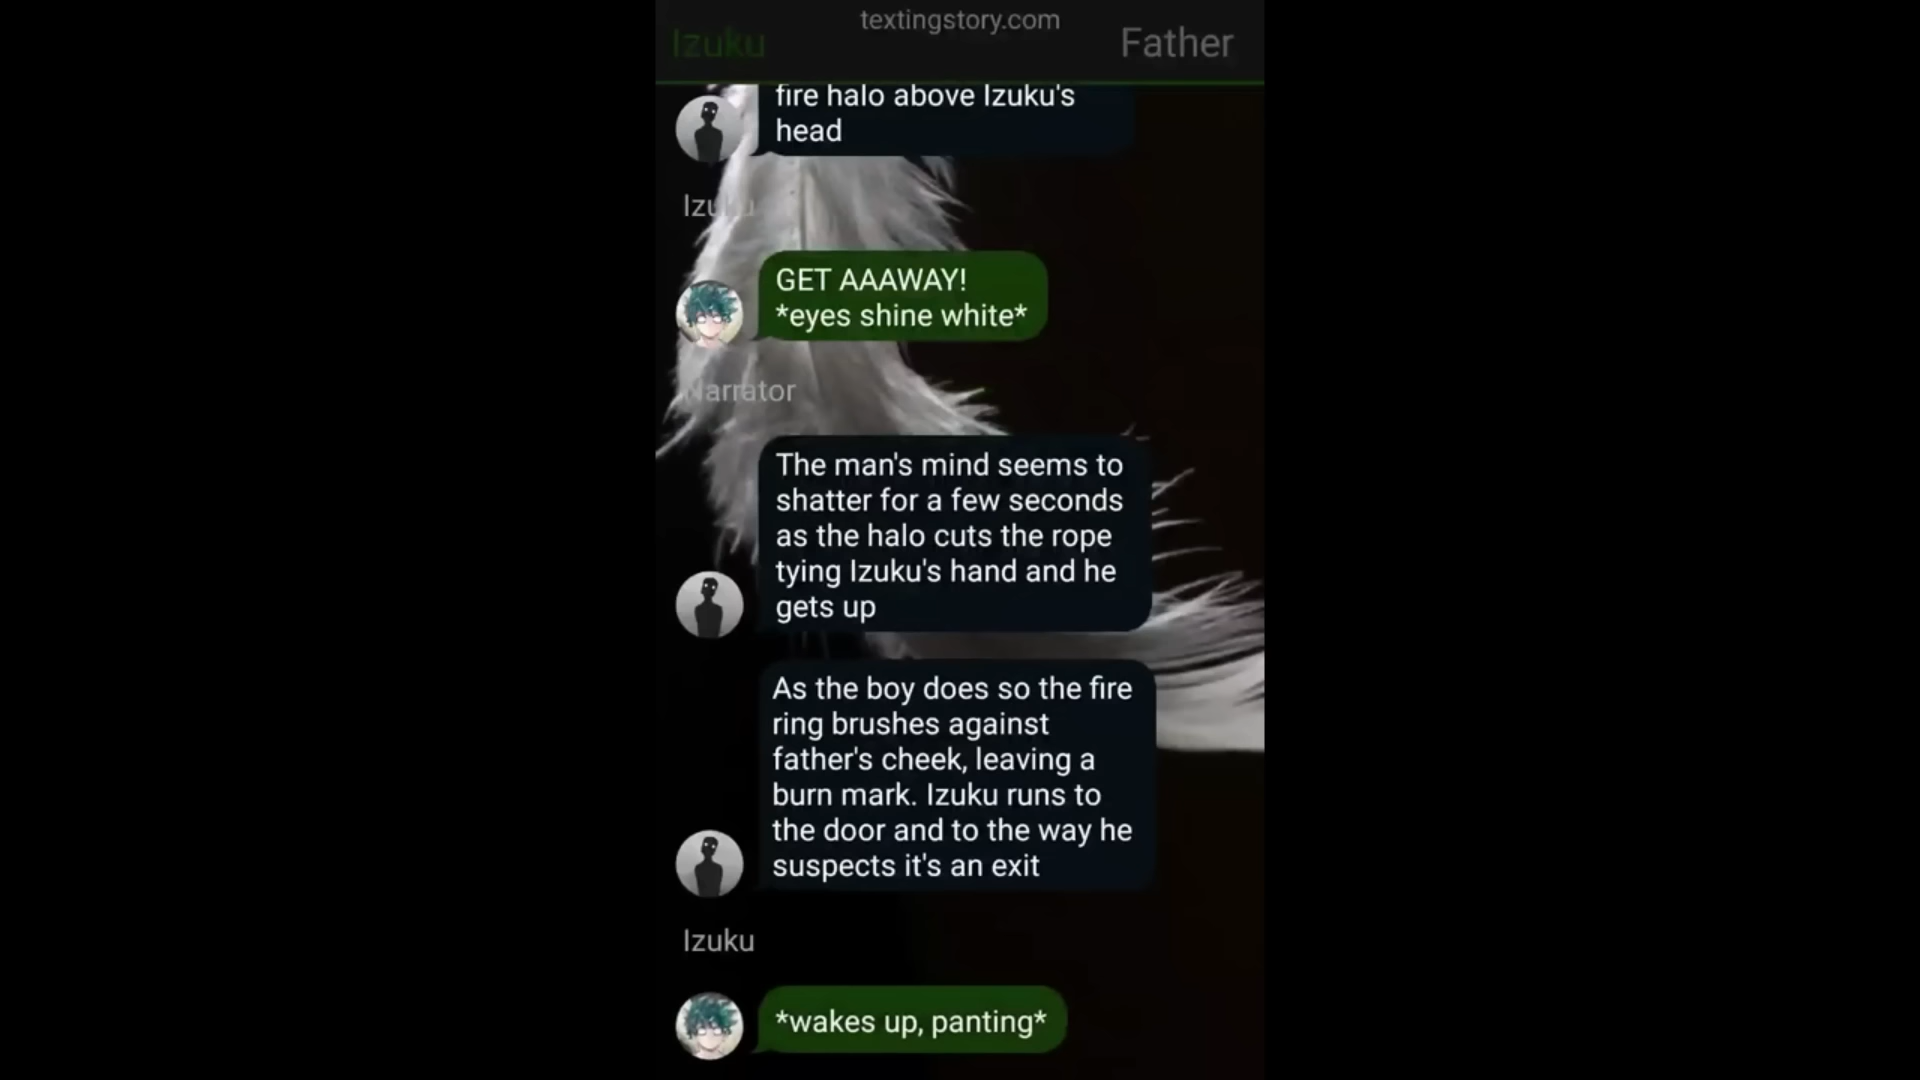 textingstory.com
Izuku
Father
fire halo above Izuku's
head
Izuku
GET AAAWAY!
*eyes shine white*
Narrator
The man's mind seems to
shatter for a few seconds
as the halo cuts the rope
tying Izuku's hand and he
gets up
As the boy does so the fire
ring brushes against
father's cheek, leaving a
burn mark. Izuku runs to
the door and to the way he
suspects it's an exit
Izuku
*wakes up, panting*